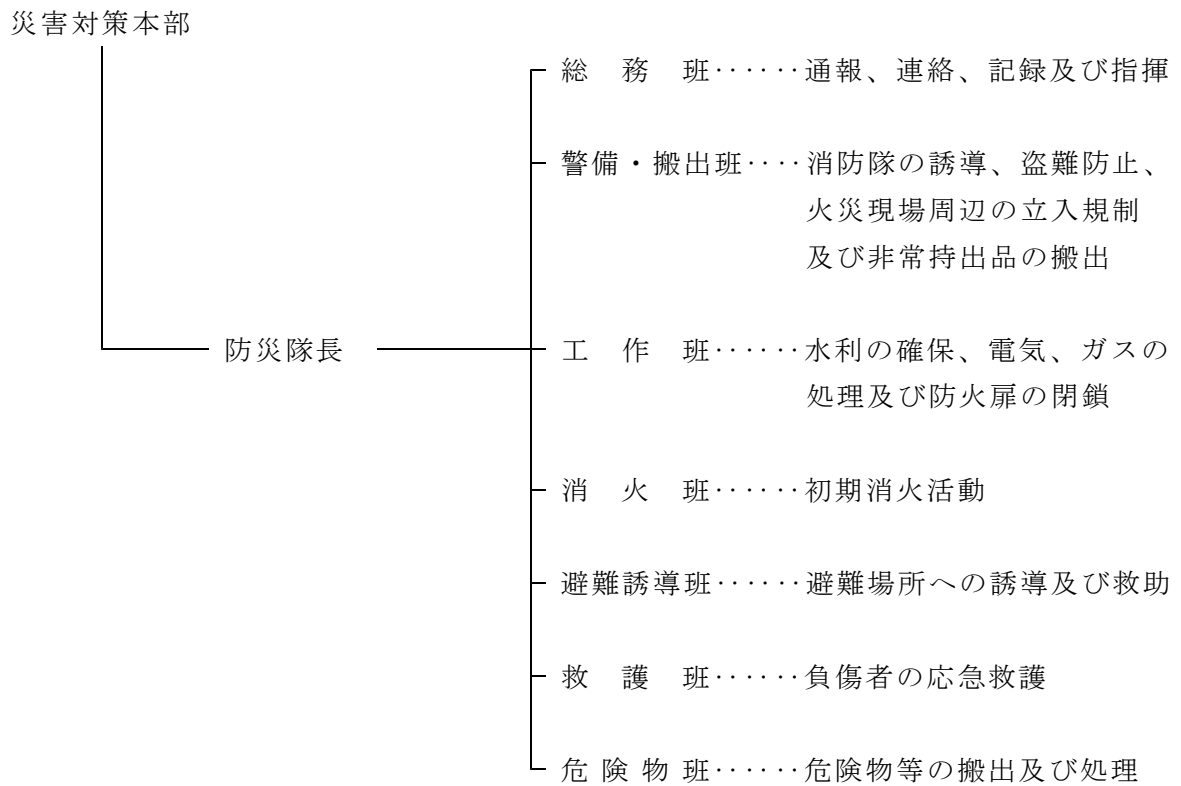 災害対策本部
総務班……通報、連絡、記録及び指揮
警備・搬出班‥‥消防隊の誘導、盗難防止、
火災現場周辺の立入規制
及び非常持出品の搬出
防災隊長
工作班……水利の確保、電気、ガスの
処理及び防火扉の閉鎖
消火班……初期消火活動
避難誘導班……避難場所への誘導及び救助
救護班……負傷者の応急救護
危険物班……危険物等の搬出及び処理